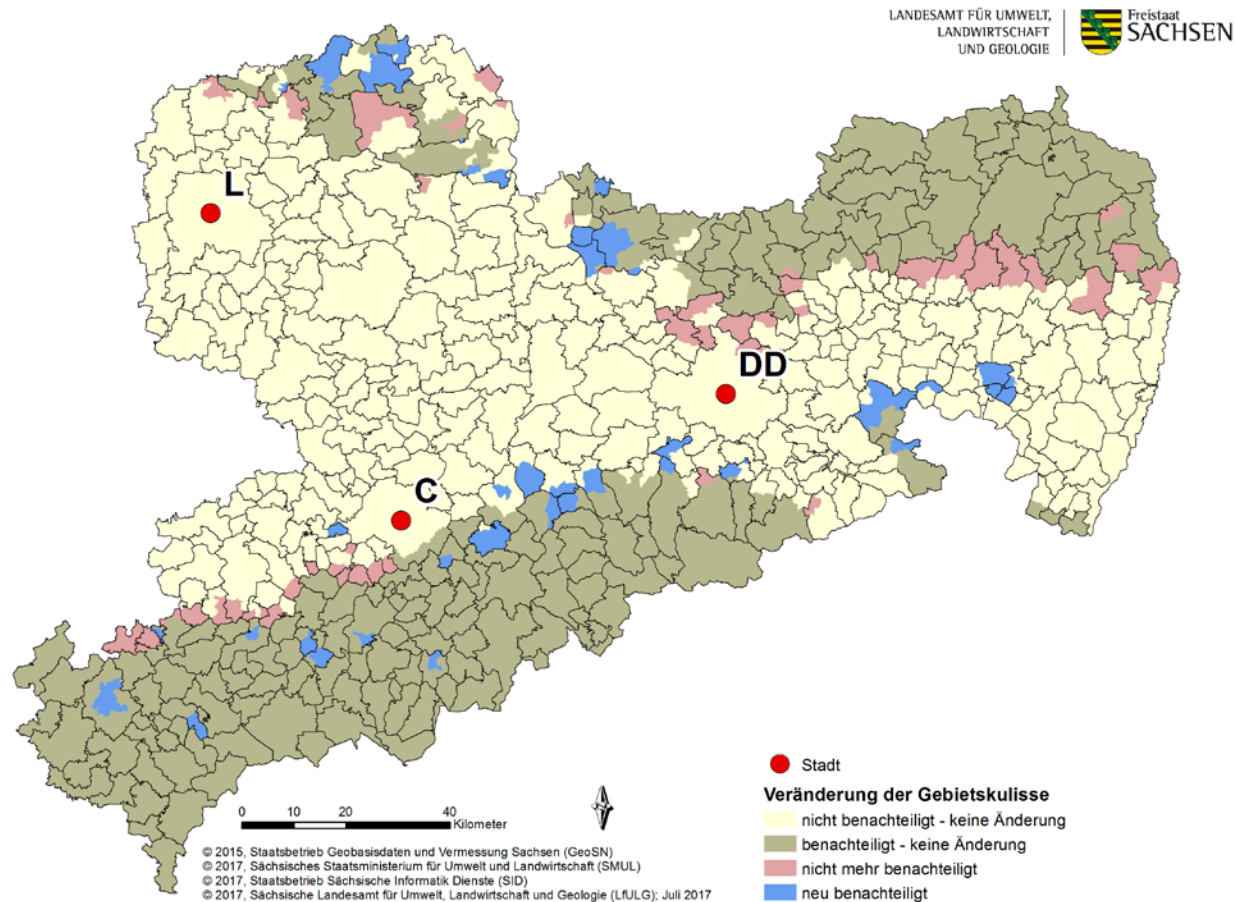 LANDESAMT FÜR UMWELT,
LANDWIRTSCHAFT
UND GEOLOGIE
Freistaat
SACHSEN
L
DD
C
Stadt
Veränderung der Gebietskulisse
nicht benachteiligt - keine Änderung
benachteiligt - keine Änderung
nicht mehr benachteiligt
neu benachteiligt
0 10 20 40
Kilometer
© 2015, Staatsbetrieb Geobasisdaten und Vermessung Sachsen (GeoSN)
© 2017, Sächsisches Staatsministerium für Umwelt und Landwirtschaft (SMUL)
© 2017, Staatsbetrieb Sächsische Informatik Dienste (SID)
© 2017, Sächsische Landesamt für Umwelt, Landwirtschaft und Geologie (LfULG); Juli 2017